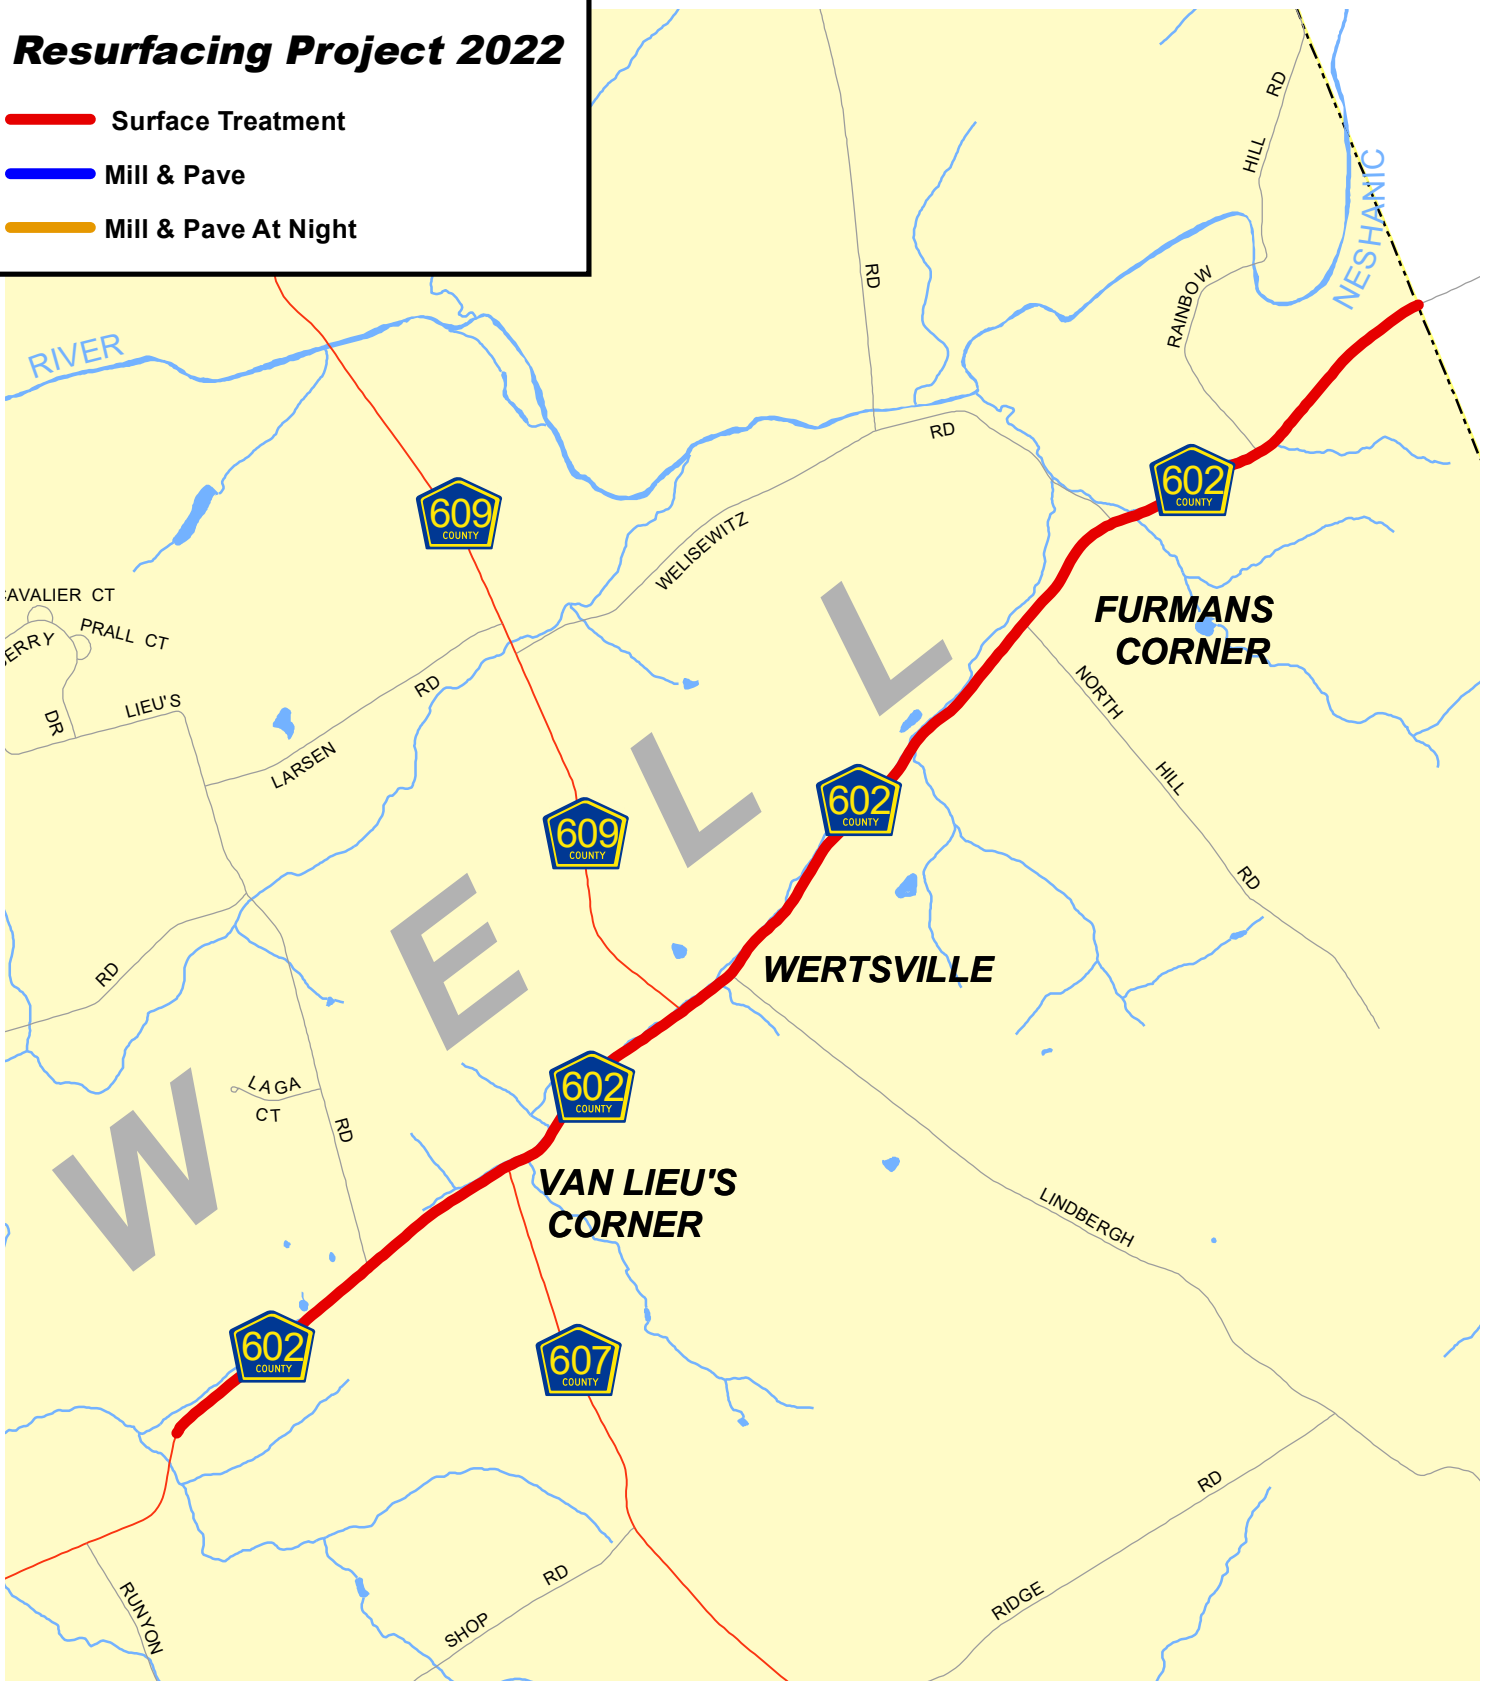 Resurfacing Project 2022
Surface Treatment
Mill & Pave
Mill & Pave At Night
RD
HILL
NESHANIC
RD
RAINBOW
RIVER
RD
602
COUNTY
609
COUNTY
WELISEWITZ
AVALIER CT
PRALL CT
ERRY
FURMANS
CORNER
DR
LIEU'S
RD
LARSEN
NORTH
HILL
RD
609
COUNTY
602
COUNTY
W E L L
WERTSVILLE
RD
LAGA
CT
RD
602
COUNTY
VAN LIEU'S
CORNER
LINDBERGH
602
COUNTY
607
COUNTY
RD
RIDGE
RD
SHOP
RUNYON